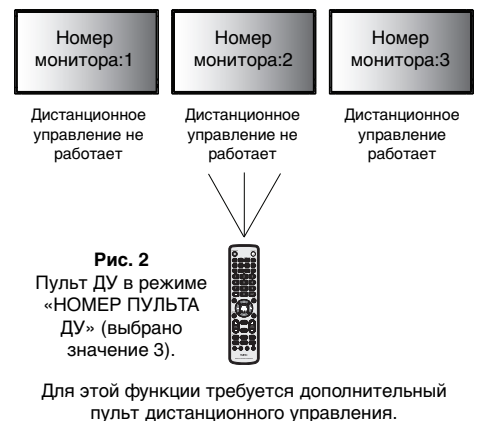 Номер
монитора:1
Номер
монитора:2
Номер
монитора:3
Дистанционное
управление не
работает
Дистанционное
управление не
работает
Дистанционное
управление
работает
Рис. 2
Пульт ДУ в режиме
«НОМЕР ПУЛЬТА
ДУ» (выбрано
значение 3).
Для этой функции требуется дополнительный
пульт дистанционного управления.